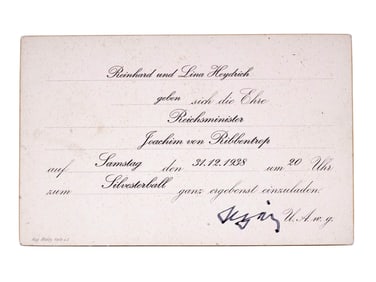 Reinhard und Lina Heydrich
geben sich die Ehre
Reichsminister
Joachim von Ribbentrop
auf Samstag den 31.12.1938 um 20 Uhr
zum Silvesterball ganz ergebenst einzuladen.
U. A. w. g.